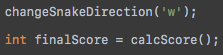 changeSnakeDirection('w');
int finalScore = calcScore();